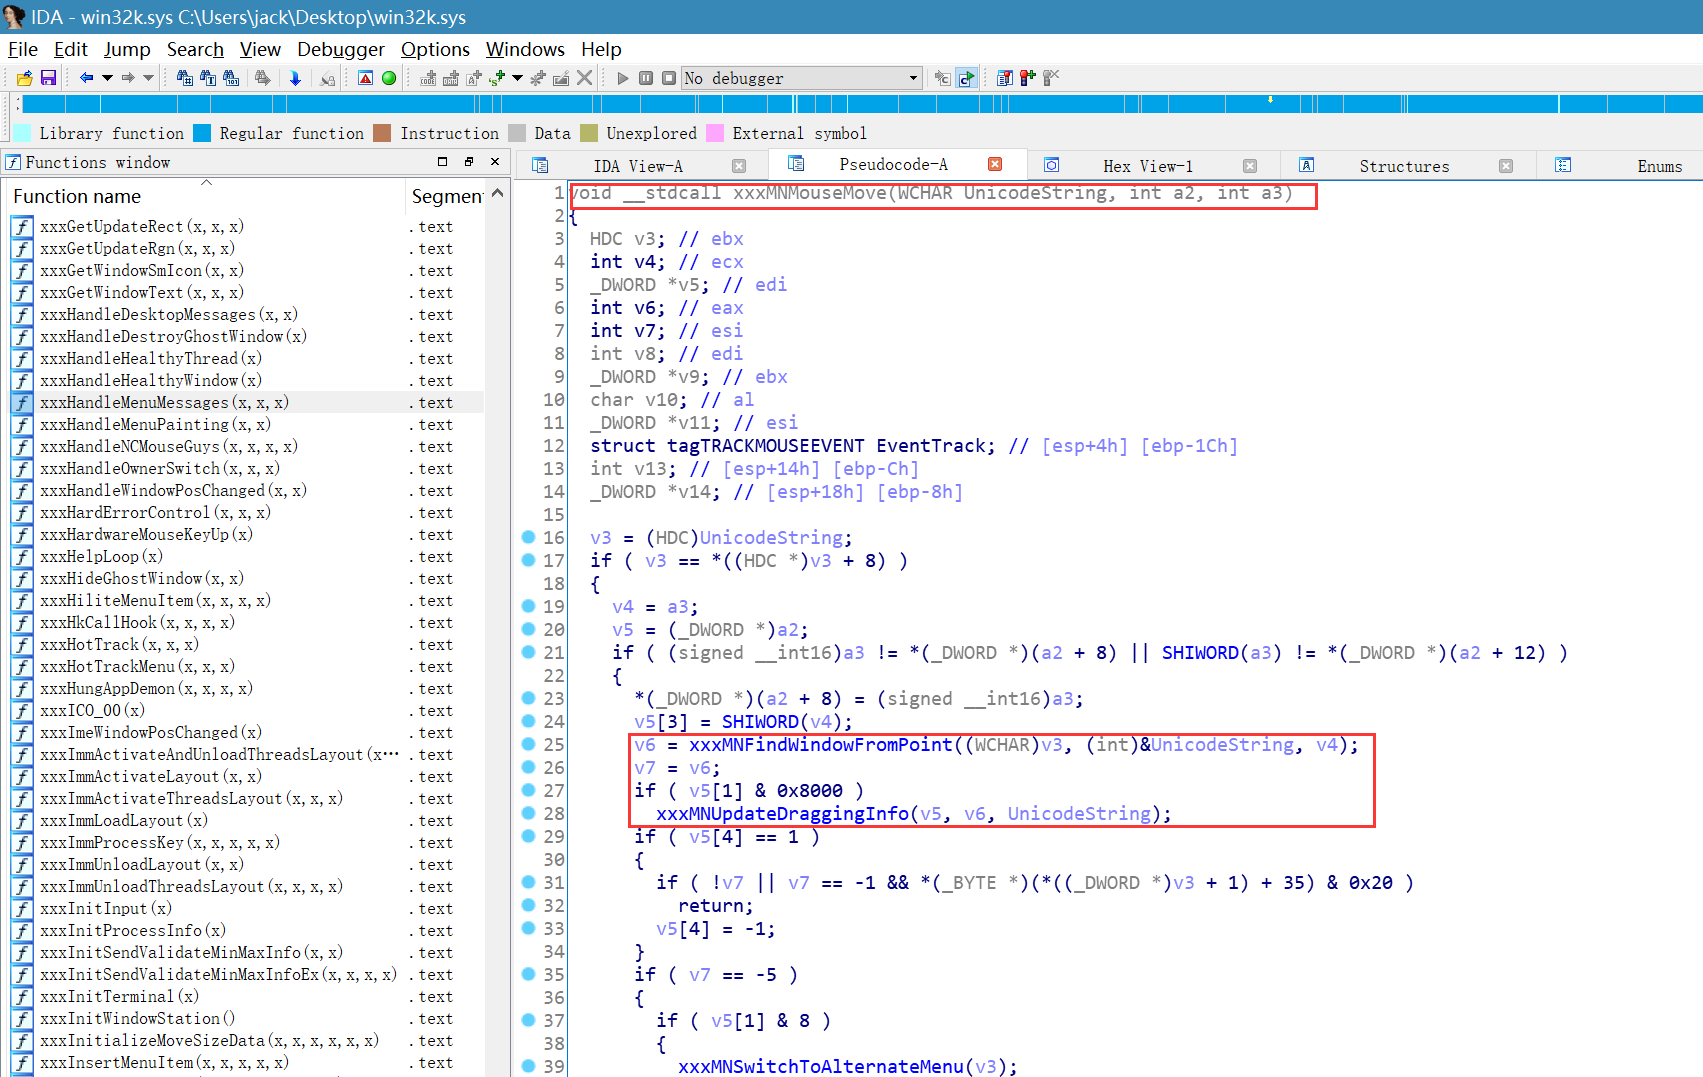 IDA - win32k.sys C:\Users\jack\Desktop\win32k.sys
File Edit Jump Search View Debugger Options Windows Help
No debugger
Library function Regular function Instruction Data Unexplored External symbol
Functions window
IDA View-A Pseudocode-A Hex View-1 Structures Enums
Function name Segment
xxxGetUpdateRect(x,x,x) .text
xxxGetUpdateRgn(x,x,x) .text
xxxGetWindowSmIcon(x,x) .text
xxxGetWindowText(x,x,x) .text
xxxHandleDesktopMessages(x,x) .text
xxxHandleDestroyGhostWindow(x) .text
xxxHandleHealthyThread(x) .text
xxxHandleHealthyWindow(x) .text
xxxHandleMenuMessages(x,x,x) .text
xxxHandleMenuPainting(x,x) .text
xxxHandleNCMouseGuys(x,x,x,x) .text
xxxHandleOwnerSwitch(x,x,x) .text
xxxHandleWindowPosChanged(x,x) .text
xxxHardErrorControl(x,x,x) .text
xxxHardwareMouseKeyUp(x) .text
xxxHelpLoop(x) .text
xxxHideGhostWindow(x,x) .text
xxxHiliteMenuItem(x,x,x,x) .text
xxxHkCallHook(x,x,x,x) .text
xxxHotTrack(x,x,x) .text
xxxHotTrackMenu(x,x,x) .text
xxxHungAppDemon(x,x,x,x) .text
xxxICO_00(x) .text
xxxImeWindowPosChanged(x) .text
xxxImmActivateAndUnloadThreadsLayout(x… .text
xxxImmActivateLayout(x,x) .text
xxxImmActivateThreadsLayout(x,x,x) .text
xxxImmLoadLayout(x) .text
xxxImmProcessKey(x,x,x,x,x) .text
xxxImmUnloadLayout(x,x) .text
xxxImmUnloadThreadsLayout(x,x,x,x) .text
xxxInitInput(x) .text
xxxInitProcessInfo(x) .text
xxxInitSendValidateMinMaxInfo(x,x) .text
xxxInitSendValidateMinMaxInfoEx(x,x,x,x) .text
xxxInitTerminal(x) .text
xxxInitWindowStation() .text
xxxInitializeMoveSizeData(x,x,x,x,x,x) .text
xxxInsertMenuItem(x,x,x,x,x) .text
1 void __stdcall xxxMNMouseMove(WCHAR UnicodeString, int a2, int a3)
2 {
3 HDC v3; // ebx
4 int v4; // ecx
5 _DWORD *v5; // edi
6 int v6; // eax
7 int v7; // esi
8 int v8; // edi
9 _DWORD *v9; // ebx
10 char v10; // al
11 _DWORD *v11; // esi
12 struct tagTRACKMOUSEEVENT EventTrack; // [esp+4h] [ebp-1Ch]
13 int v13; // [esp+14h] [ebp-Ch]
14 _DWORD *v14; // [esp+18h] [ebp-8h]
15
16 v3 = (HDC)UnicodeString;
17 if ( v3 == *((HDC *)v3 + 8) )
18 {
19 v4 = a3;
20 v5 = (_DWORD *)a2;
21 if ( (signed __int16)a3 != *(_DWORD *)(a2 + 8) || SHIWORD(a3) != *(_DWORD *)(a2 + 12) )
22 {
23 *(_DWORD *)(a2 + 8) = (signed __int16)a3;
24 v5[3] = SHIWORD(v4);
25 v6 = xxxMNFindWindowFromPoint((WCHAR)v3, (int)&UnicodeString, v4);
26 v7 = v6;
27 if ( v5[1] & 0x8000 )
28 xxxMNUpdateDraggingInfo(v5, v6, UnicodeString);
29 if ( v5[4] == 1 )
30 {
31 if ( !v7 || v7 == -1 && *(_BYTE *)(*((_DWORD *)v3 + 1) + 35) & 0x20 )
32 return;
33 v5[4] = -1;
34 }
35 if ( v7 == -5 )
36 {
37 if ( v5[1] & 8 )
38 {
39 xxxMNSwitchToAlternateMenu(v3);